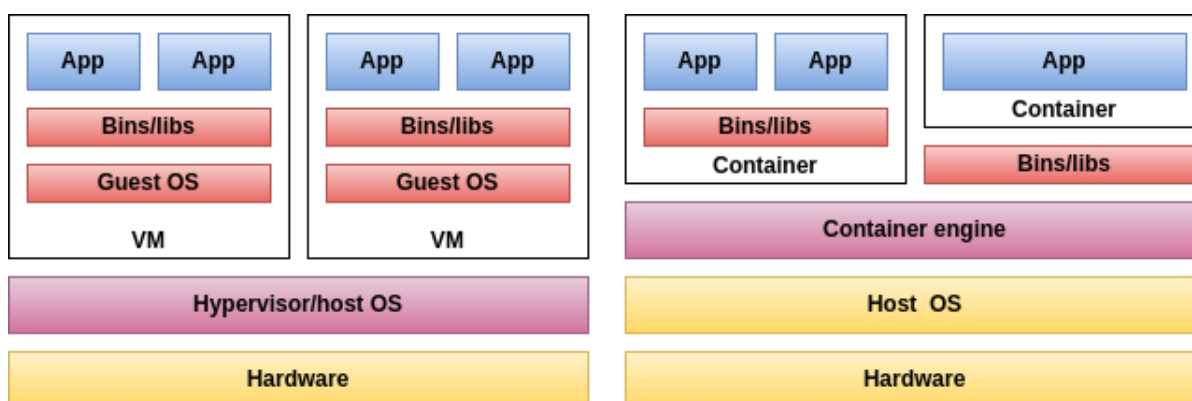 App App
Bins/libs
Guest OS
VM
App App
Bins/libs
Guest OS
VM
Hypervisor/host OS
Hardware
App App
Bins/libs
Container
App
Container
Bins/libs
Container engine
Host OS
Hardware